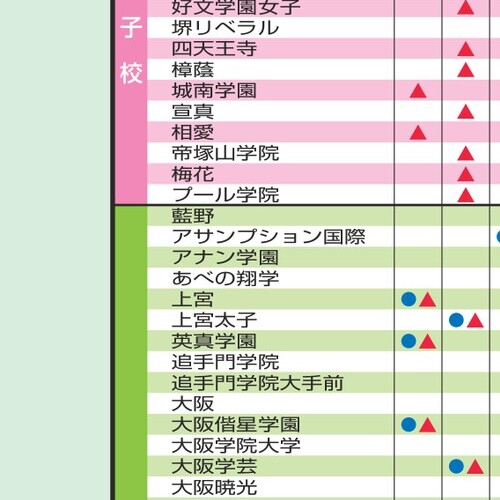 子校
好文学園女子 ▲
堺リベラル
四天王寺 ▲
樟蔭 ▲
城南学園 ▲
宣真 ▲
相愛 ▲
帝塚山学院 ▲
梅花 ▲
プール学院 ▲
藍野
アサンプション国際
アナン学園
あべの翔学
上宮 ●▲
上宮太子 ●▲
英真学園 ●▲
追手門学院
追手門学院大手前
大阪
大阪偕星学園 ●▲
大阪学院大学
大阪学芸 ●▲
大阪暁光